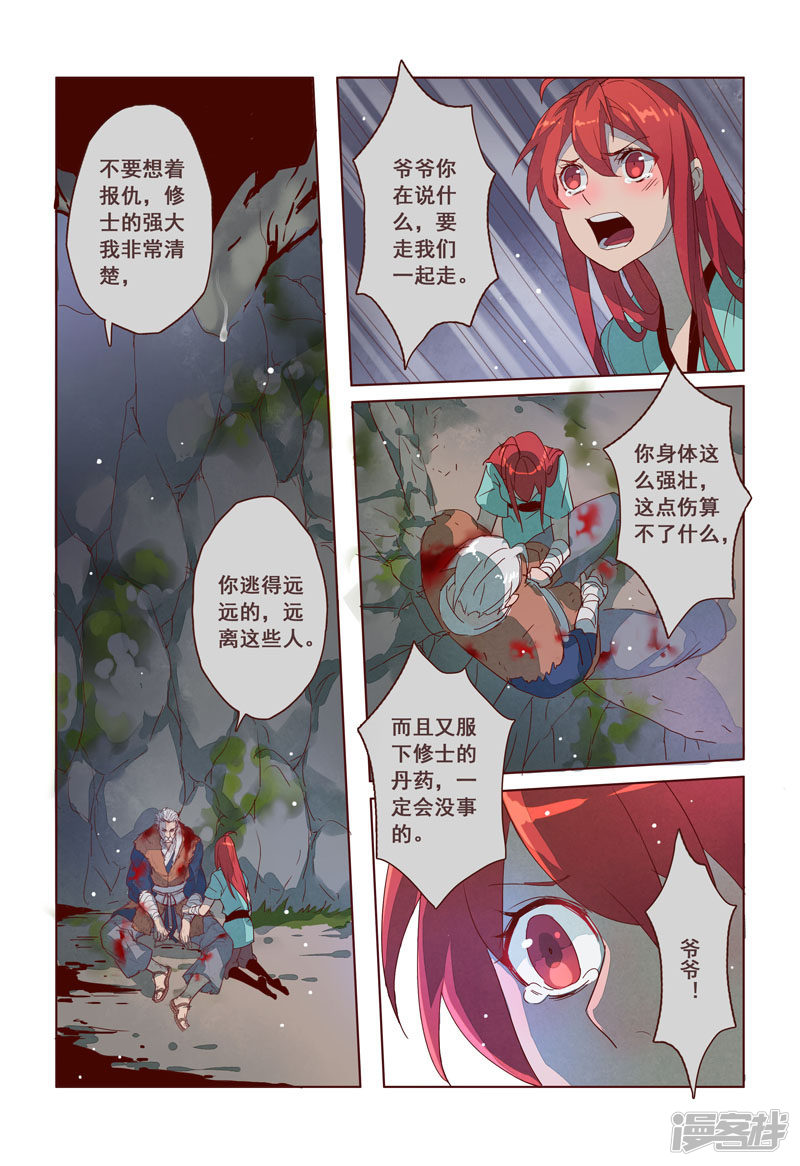 不要想着
报仇，修
士的强大
我非常清
楚，
你逃得远
远的，远
离这些人。
爷爷你
在说什
么，要
走我们
一起走。
你身体这
么强壮，
这点伤算
不了什么，
而且又服
下修士的
丹药，一
定会没事
的。
爷爷！
漫客栈